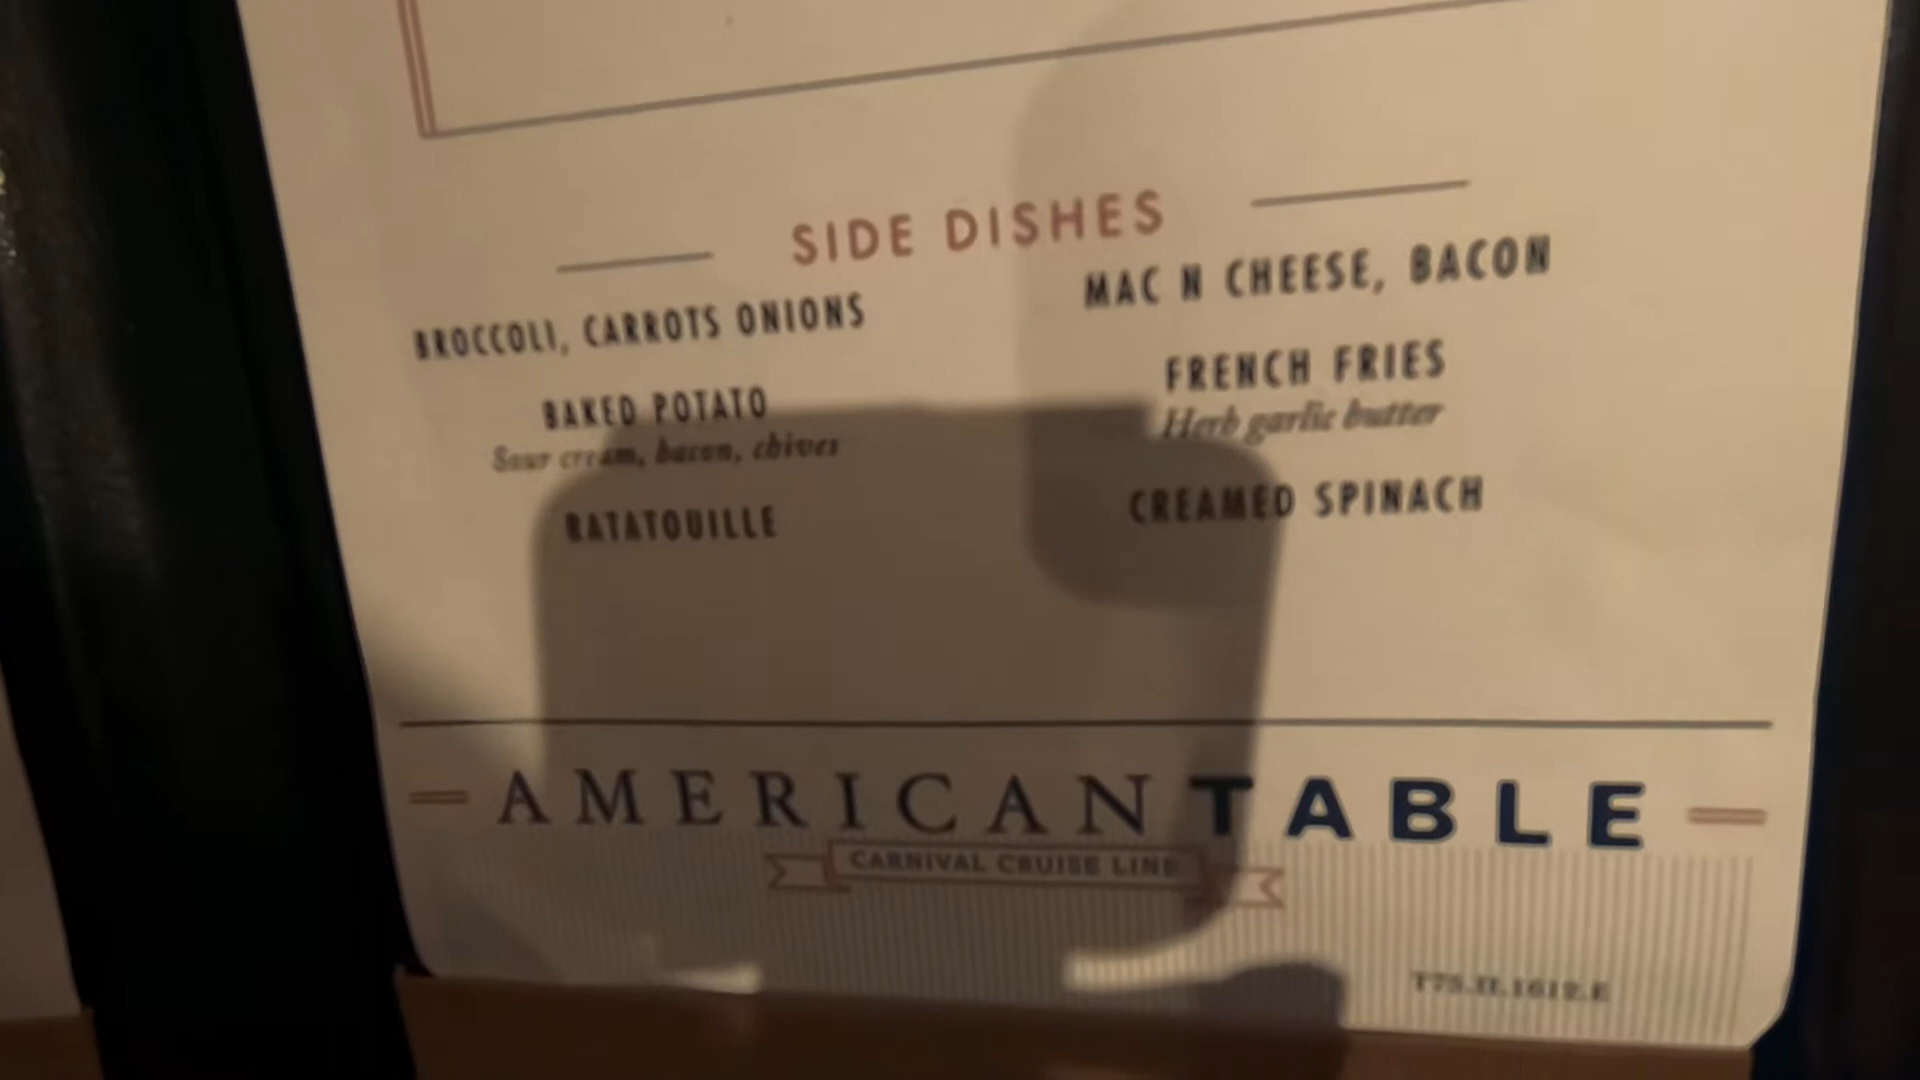 SIDE DISHES
BROCCOLI, CARROTS ONIONS
BAKED POTATO
Sour cream, bacon, chives
RATATOUILLE
MAC N CHEESE, BACON
FRENCH FRIES
Herb garlic butter
CREAMED SPINACH
AMERICAN TABLE
CARNIVAL CRUISE LINE